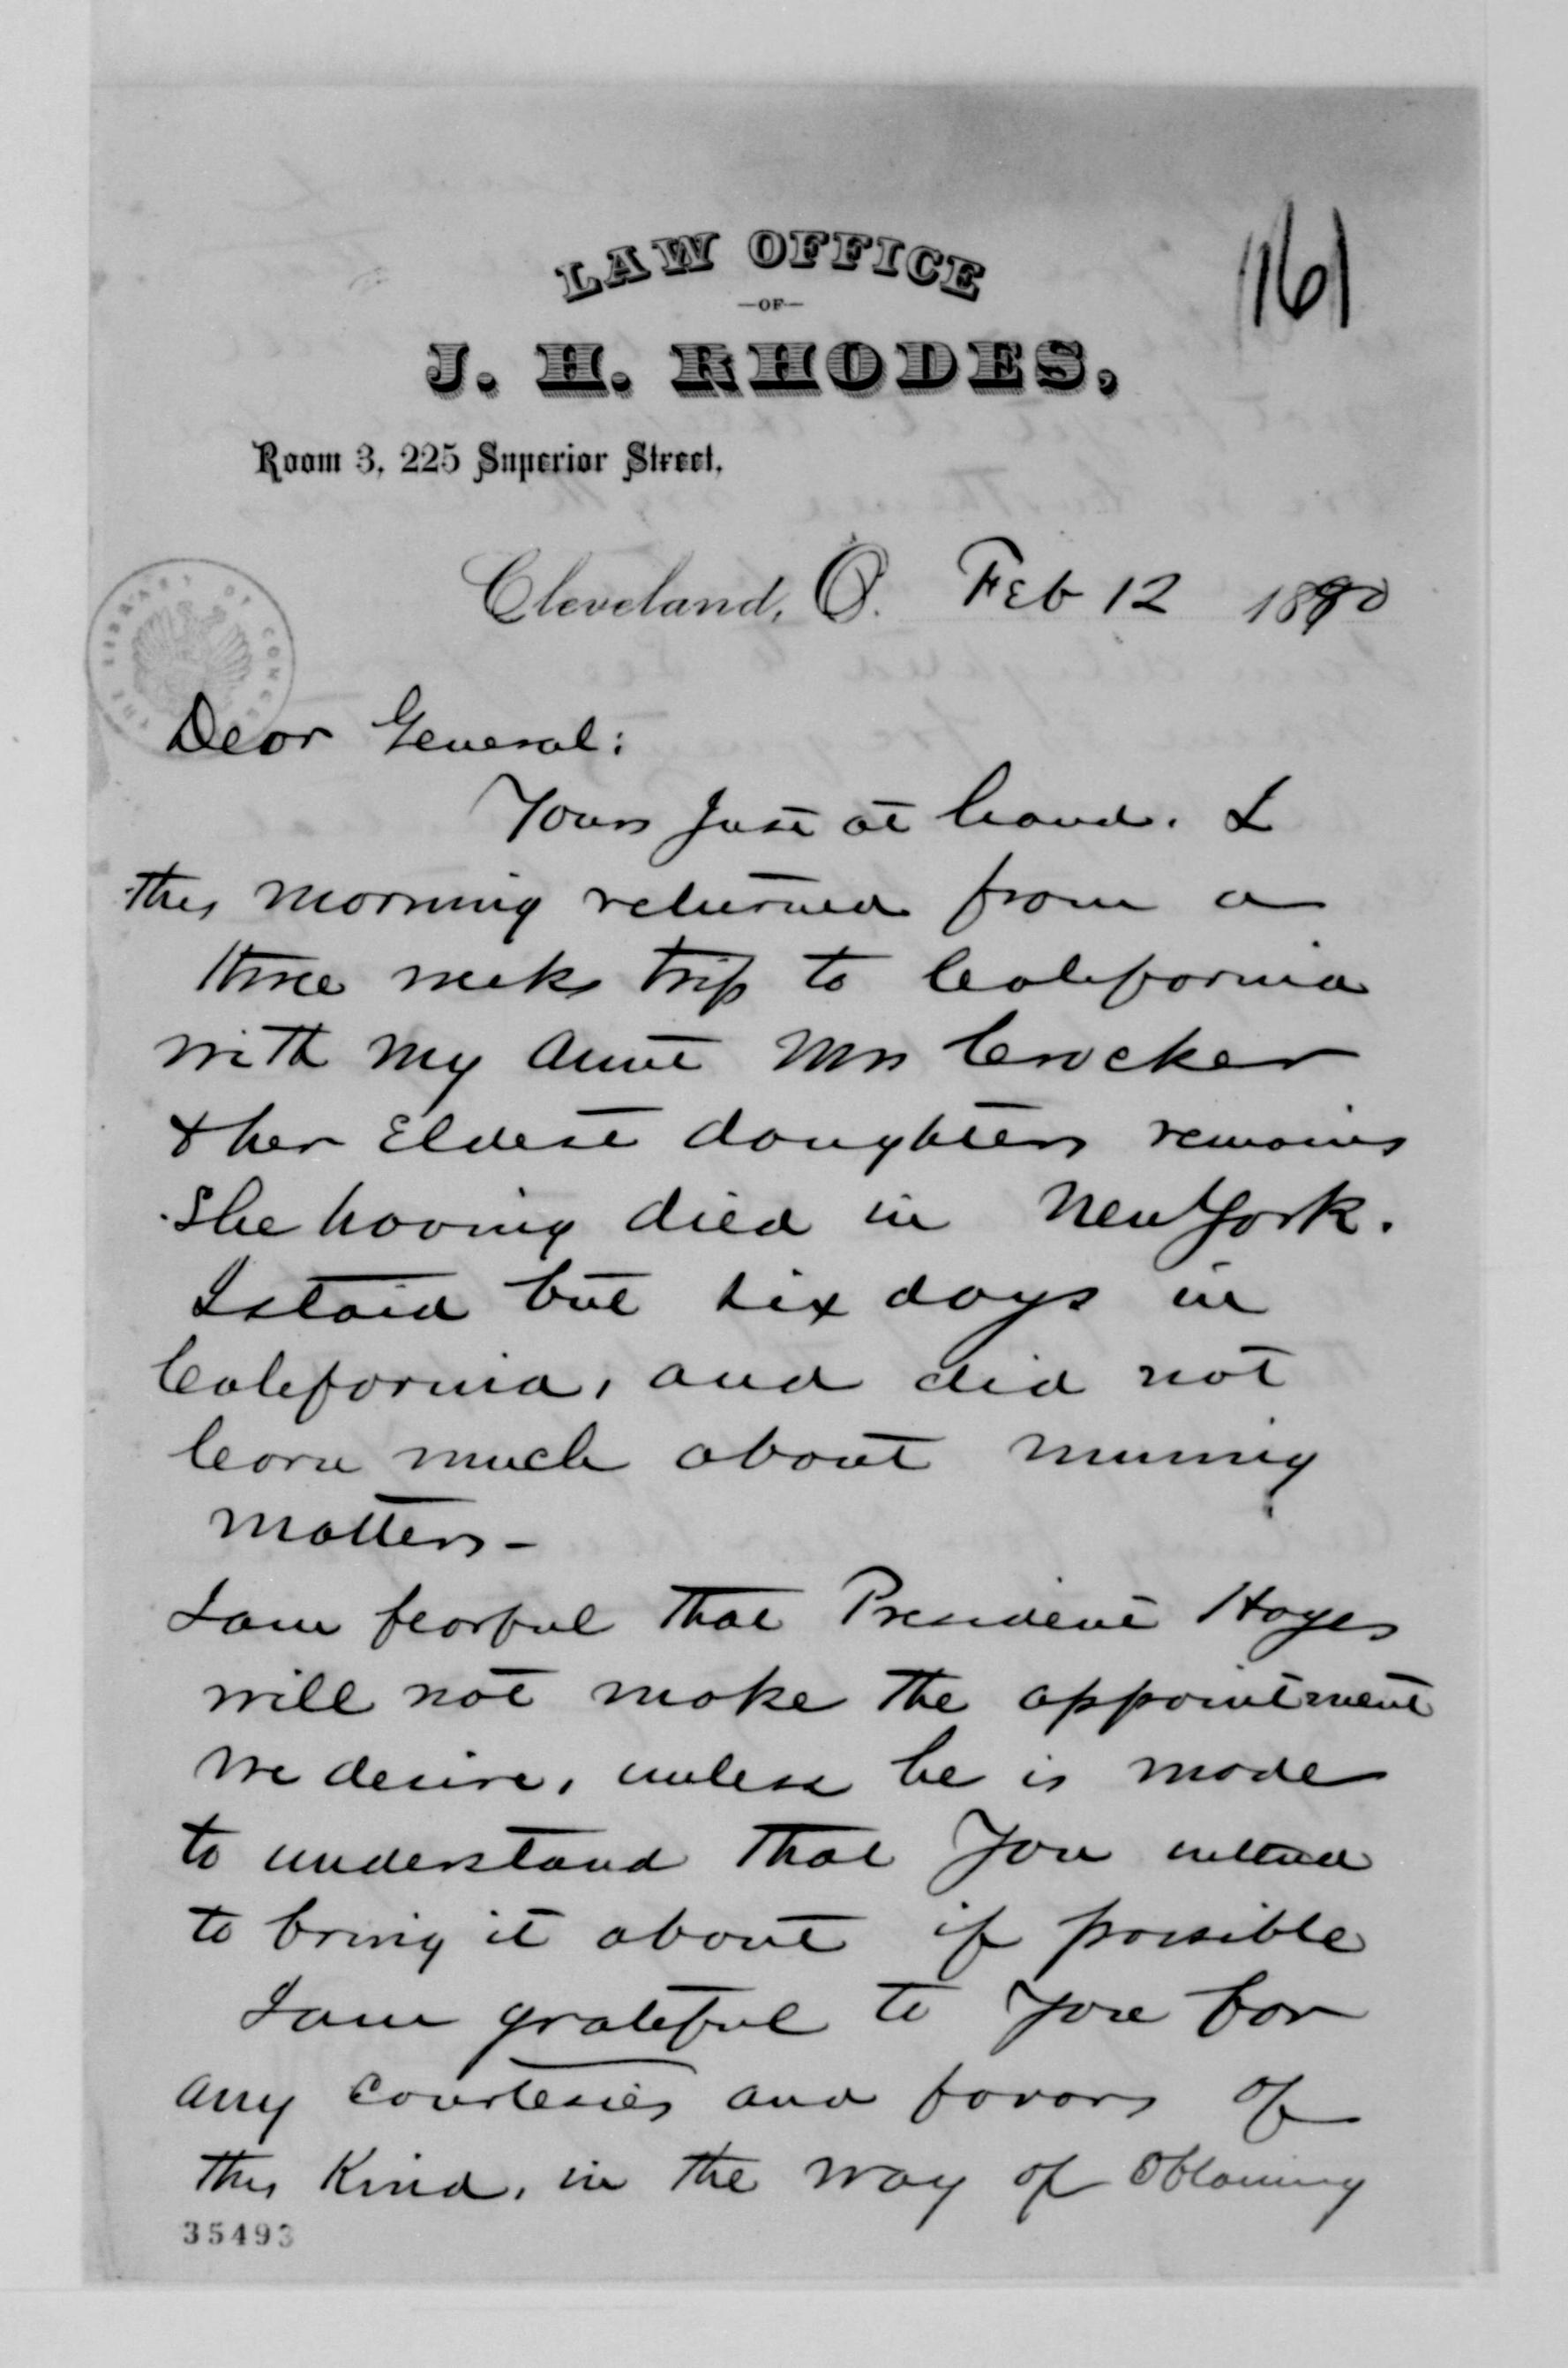 161
LAW OFFICE
—OF—
J. H. RHODES,
Room 3, 225 Superior Street.
Cleveland, O. Feb 12 1880
THE LIBRARY OF CONGRESS
Dear General:
Yours just at hand. I
this morning returned from a
three weeks trip to California
with my Aunt Mrs Crocker
& her Eldest daughters remains
She having died in New York.
I staid but six days in
California, and did not
learn much about mining
matters –
I am fearful that President Hayes
will not make the appointment
we desire, unless he is made
to understand that you intend
to bring it about if possible
I am grateful to you for
any courtesies and favors of
this kind, in the way of obtaining
35493